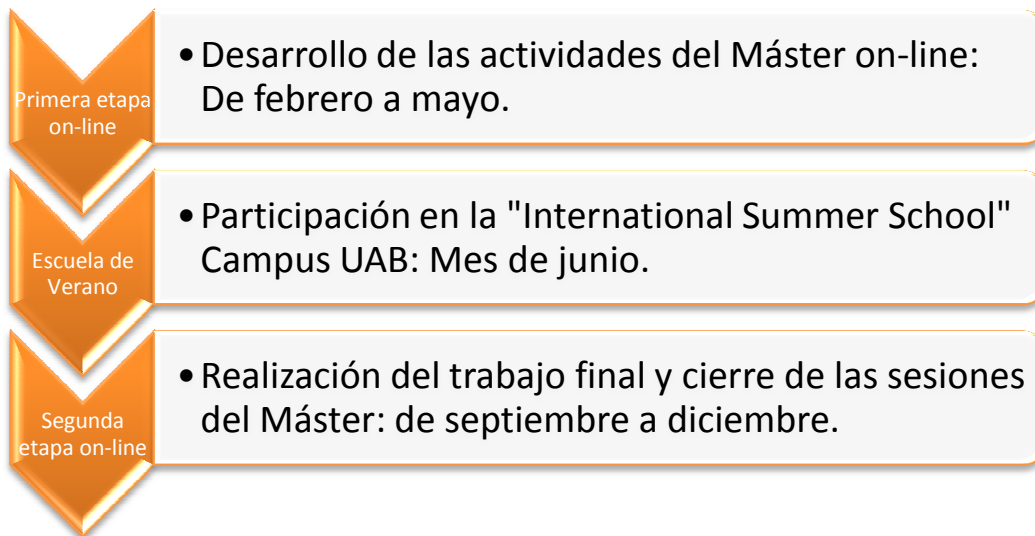 Primera etapa
on-line
•Desarrollo de las actividades del Máster on-line:
De febrero a mayo.
Escuela de
Verano
•Participación en la "International Summer School"
Campus UAB: Mes de junio.
Segunda
etapa on-line
•Realización del trabajo final y cierre de las sesiones
del Máster: de septiembre a diciembre.